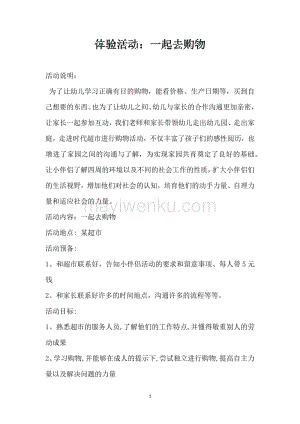 体验活动：一起去购物
活动说明：
为了让幼儿学习正确有目的购物，能看价格、生产日期等，买到自
己想要的东西。也为了让幼儿之间、幼儿与家长的合作沟通更加亲密，
让家长一起参加互动，我们老师和家长带领幼儿走出幼儿园、走出家
庭，走进时代超市进行购物活动，不仅丰富了孩子们的感性阅历，也
增进了家园之间的沟通与了解，为实现家园共育奠定了良好的基础。
让小伴侣了解四周的环境以及不同的社会工作的性质，扩大小伴侣们
的生活视野，增加他们对社会的认知，培育他们的动手力量、自理力
量和适应社会的力量。
活动内容：一起去购物
活动地点：某超市
活动预备：
1、和超市联系好，告知小伴侣活动的要求和留意事项、每人带5元
钱
2、和家长联系好许多的时间地点，沟通许多的流程等等。
活动目标：
1、熟悉超市的服务人员，了解他们的工作特点，并懂得敬重别人的劳
动成果
2、学习购物，并能够在成人的提示下，尝试独立进行购物，提高自主力
量以及解决问题的力量
mayiwenku.com
1